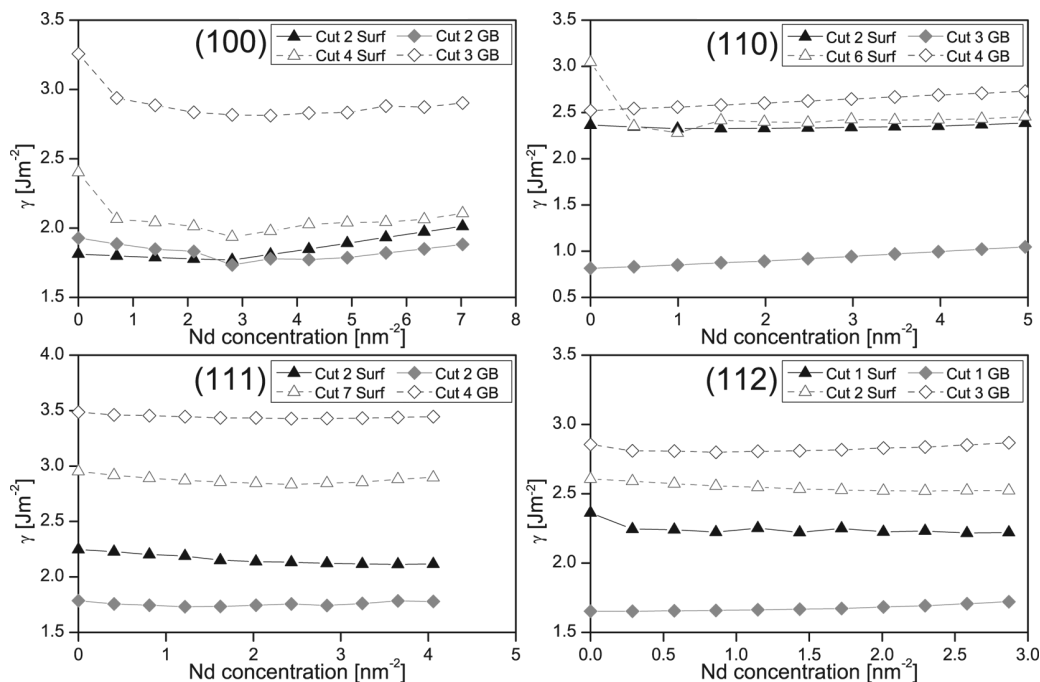 (100)
Cut 2 Surf Cut 2 GB
Cut 4 Surf Cut 3 GB
γ [Jm⁻²]
3.5
3.0
2.5
2.0
1.5
0 1 2 3 4 5 6 7 8
Nd concentration [nm⁻²]
(110)
Cut 2 Surf Cut 3 GB
Cut 6 Surf Cut 4 GB
γ [Jm⁻²]
3.5
3.0
2.5
2.0
1.5
1.0
0.5
0 1 2 3 4 5
Nd concentration [nm⁻²]
(111)
Cut 2 Surf Cut 2 GB
Cut 7 Surf Cut 4 GB
γ [Jm⁻²]
4.0
3.5
3.0
2.5
2.0
1.5
0 1 2 3 4 5
Nd concentration [nm⁻²]
(112)
Cut 1 Surf Cut 1 GB
Cut 2 Surf Cut 3 GB
γ [Jm⁻²]
3.5
3.0
2.5
2.0
1.5
0.0 0.5 1.0 1.5 2.0 2.5 3.0
Nd concentration [nm⁻²]